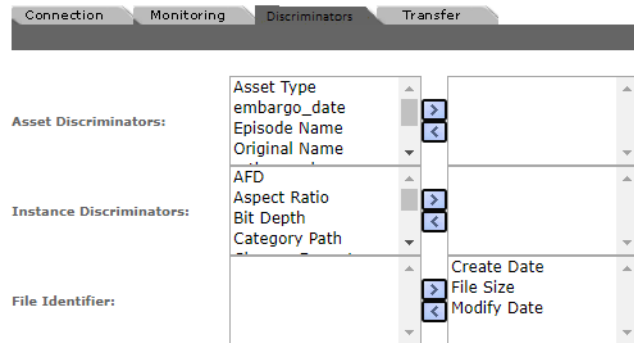 Connection Monitoring Discriminators Transfer
Asset Discriminators:
Asset Type
embargo_date
Episode Name
Original Name
Instance Discriminators:
AFD
Aspect Ratio
Bit Depth
Category Path
File Identifier:
Create Date
File Size
Modify Date